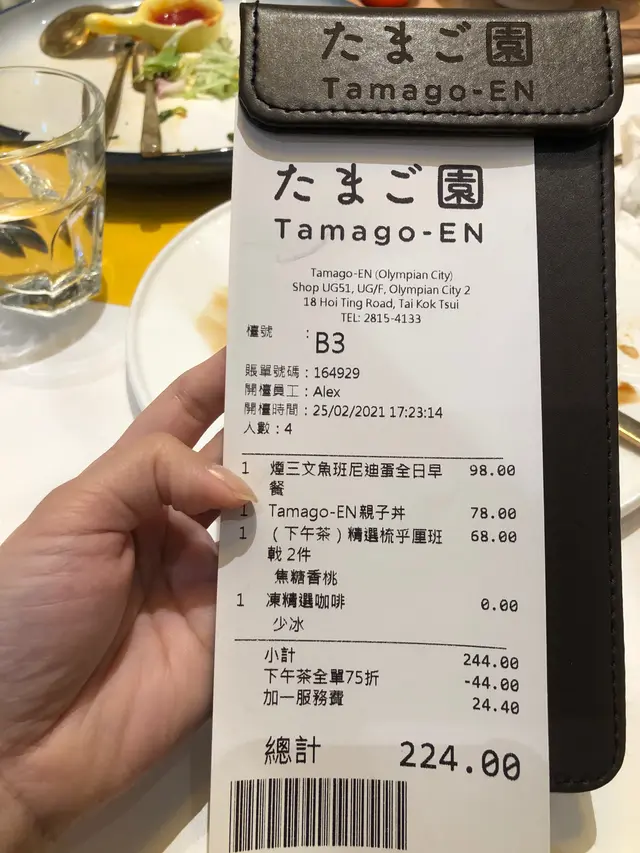 たまご園
Tamago-EN
たまご園
Tamago-EN
Tamago-EN (Olympian City)
Shop UG51, UG/F, Olympian City 2
18 Hoi Ting Road, Tai Kok Tsui
TEL: 2815-4133
檯號 : B3
賬單號碼 : 164929
開檯員工 : Alex
開檯時間 : 25/02/2021 17:23:14
人數 : 4
1 煙三文魚班尼迪蛋全日早 98.00
餐
1 Tamago-EN親子丼 78.00
1 （下午茶）精選梳乎厘班 68.00
戟 2件
焦糖香桃
1 凍精選咖啡 0.00
少冰
小計 244.00
下午茶全單75折 -44.00
加一服務費 24.40
總計 224.00